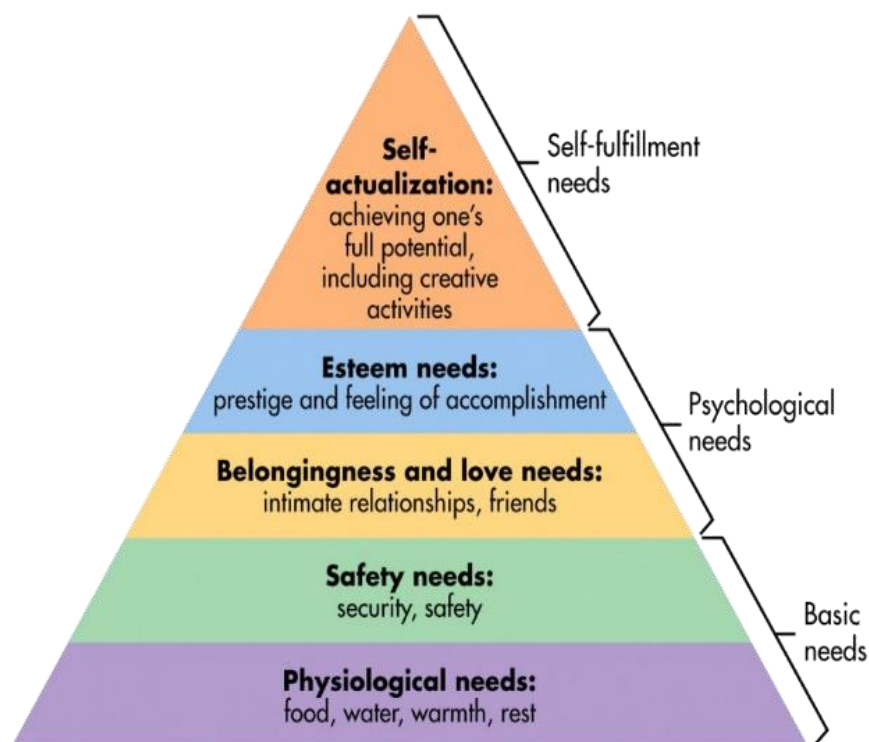 Self-
actualization:
achieving one’s
full potential,
including creative
activities
Self-fulfillment
needs
Esteem needs:
prestige and feeling of accomplishment
Belongingness and love needs:
intimate relationships, friends
Psychological
needs
Safety needs:
security, safety
Physiological needs:
food, water, warmth, rest
Basic
needs